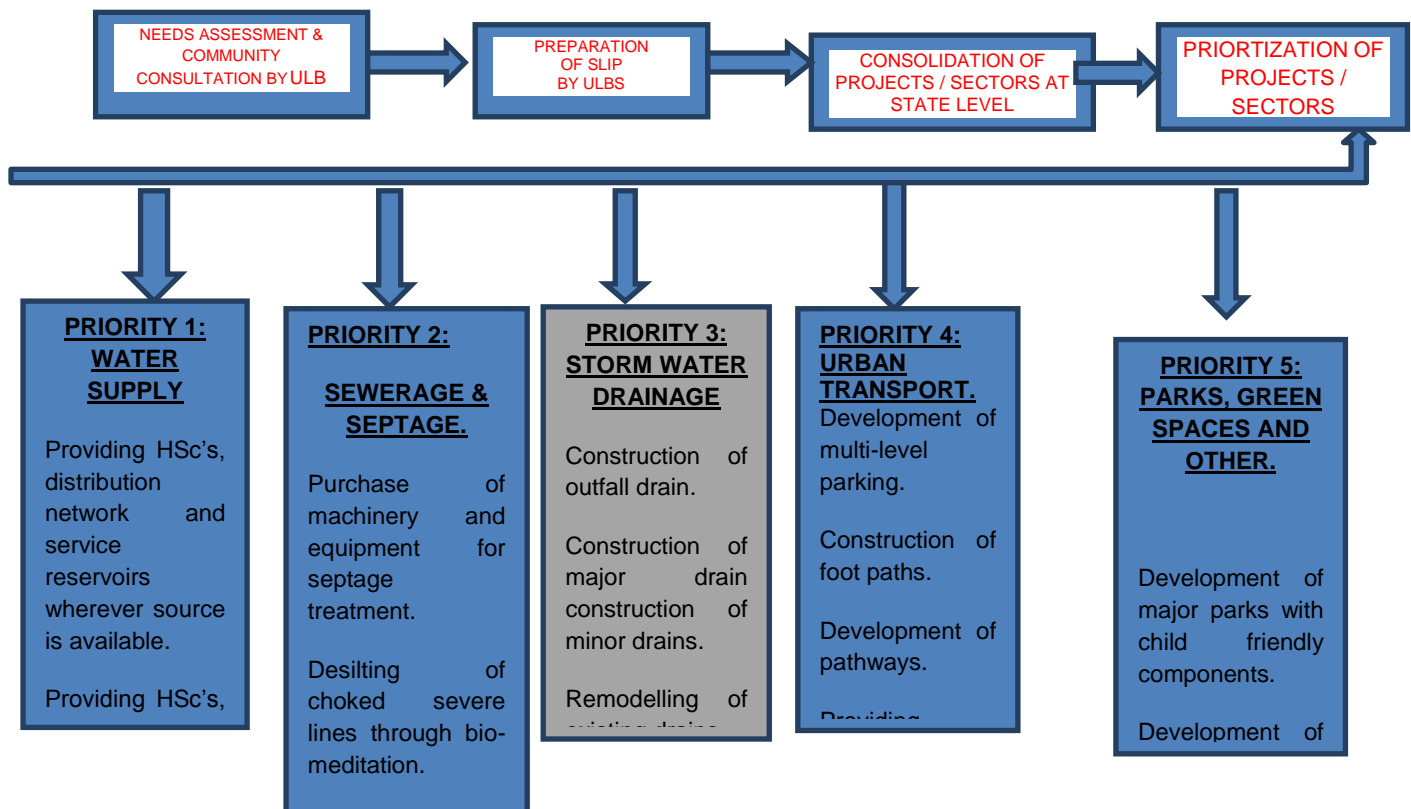 NEEDS ASSESSMENT &
COMMUNITY
CONSULTATION BY ULB
PREPARATION
OF SLIP
BY ULBS
CONSOLIDATION OF
PROJECTS / SECTORS AT
STATE LEVEL
PRIORTIZATION OF
PROJECTS /
SECTORS
PRIORITY 1:
WATER
SUPPLY
Providing HSc's,
distribution
network and
service
reservoirs
wherever source
is available.
Providing HSc's,
PRIORITY 2:
SEWERAGE &
SEPTAGE.
Purchase of
machinery and
equipment for
septage
treatment.
Desilting of
choked severe
lines through bio-
meditation.
PRIORITY 3:
STORM WATER
DRAINAGE
Construction of
outfall drain.
Construction of
major drain
construction of
minor drains.
Remodelling of
existing drains
PRIORITY 4:
URBAN
TRANSPORT.
Development of
multi-level
parking.
Construction of
foot paths.
Development of
pathways.
Providing
PRIORITY 5:
PARKS, GREEN
SPACES AND
OTHER.
Development of
major parks with
child friendly
components.
Development of